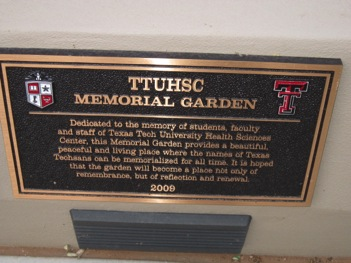 TTUHSC
MEMORIAL GARDEN
Dedicated to the memory of students, faculty
and staff of Texas Tech University Health Sciences
Center, this Memorial Garden provides a beautiful,
peaceful and living place where the names of Texas
Techsans can be memorialized for all time. It is hoped
that the garden will become a place not only of
remembrance, but of reflection and renewal.
2009